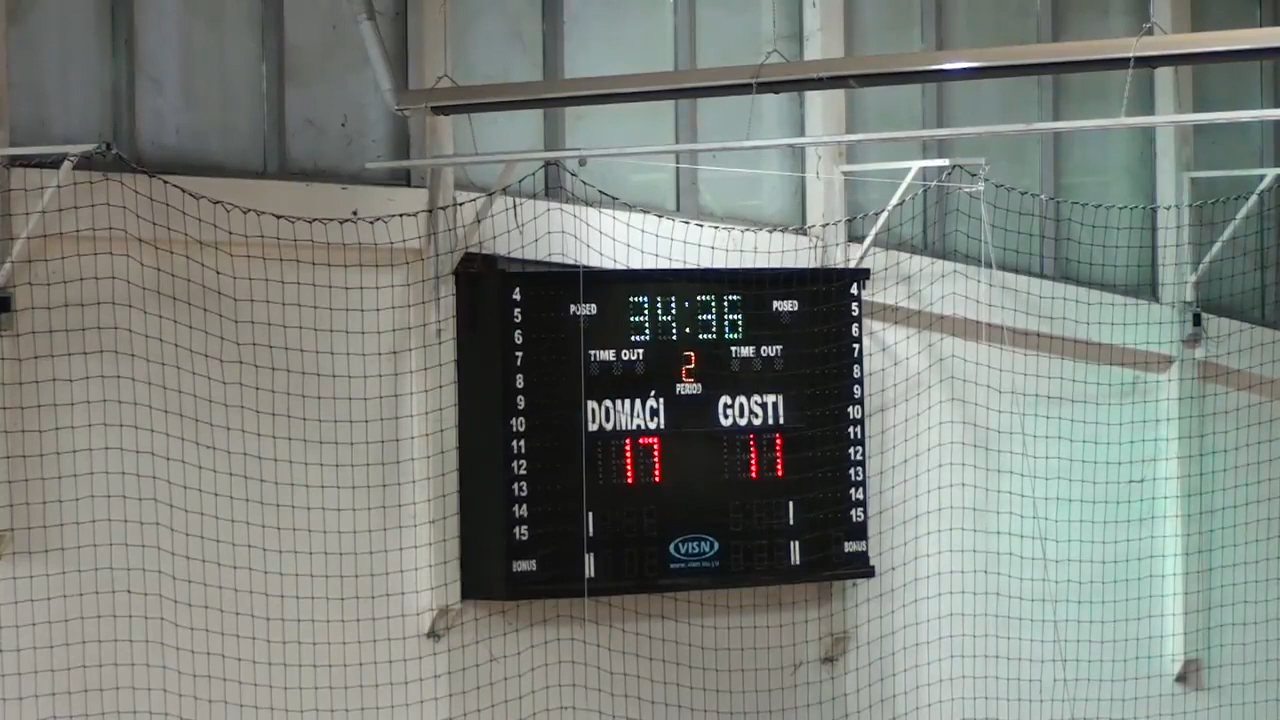 4 4
5 POSED 34:36 POSED 5
6 6
7 TIME OUT TIME OUT 7
8 2 8
9 PERIOD 9
10 DOMAĆI GOSTI 10
11 11
12 17 11 12
13 13
14 14
15 I I 15
VISN
BONUS II II BONUS